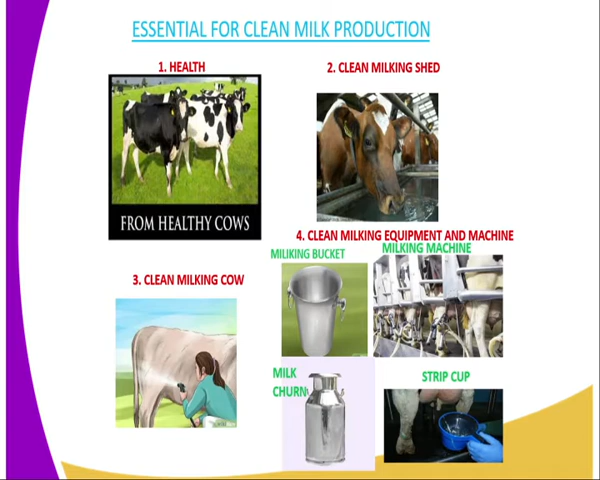 ESSENTIAL FOR CLEAN MILK PRODUCTION
1. HEALTH
2. CLEAN MILKING SHED
FROM HEALTHY COWS
3. CLEAN MILKING COW
4. CLEAN MILKING EQUIPMENT AND MACHINE
MILIKING BUCKET
MILKING MACHINE
MILK
CHURN
STRIP CUP